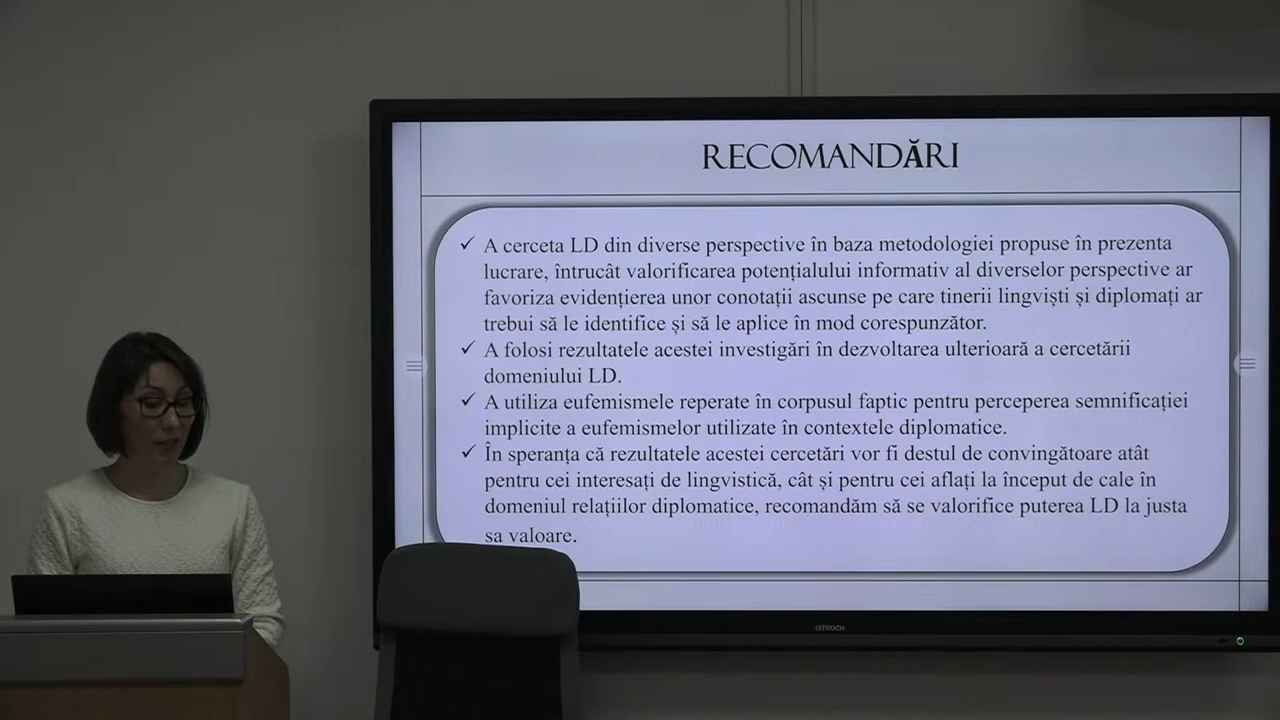 RECOMANDĂRI
✓ A cerceta LD din diverse perspective în baza metodologiei propuse în prezenta
lucrare, întrucât valorificarea potențialului informativ al diverselor perspective ar
favoriza evidențierea unor conotații ascunse pe care tinerii lingviști și diplomați ar
trebui să le identifice și să le aplice în mod corespunzător.
✓ A folosi rezultatele acestei investigări în dezvoltarea ulterioară a cercetării
domeniului LD.
✓ A utiliza eufemismele reperate în corpusul faptic pentru perceperea semnificației
implicite a eufemismelor utilizate în contextele diplomatice.
✓ În speranța că rezultatele acestei cercetări vor fi destul de convingătoare atât
pentru cei interesați de lingvistică, cât și pentru cei aflați la început de cale în
domeniul relațiilor diplomatice, recomandăm să se valorifice puterea LD la justa
sa valoare.